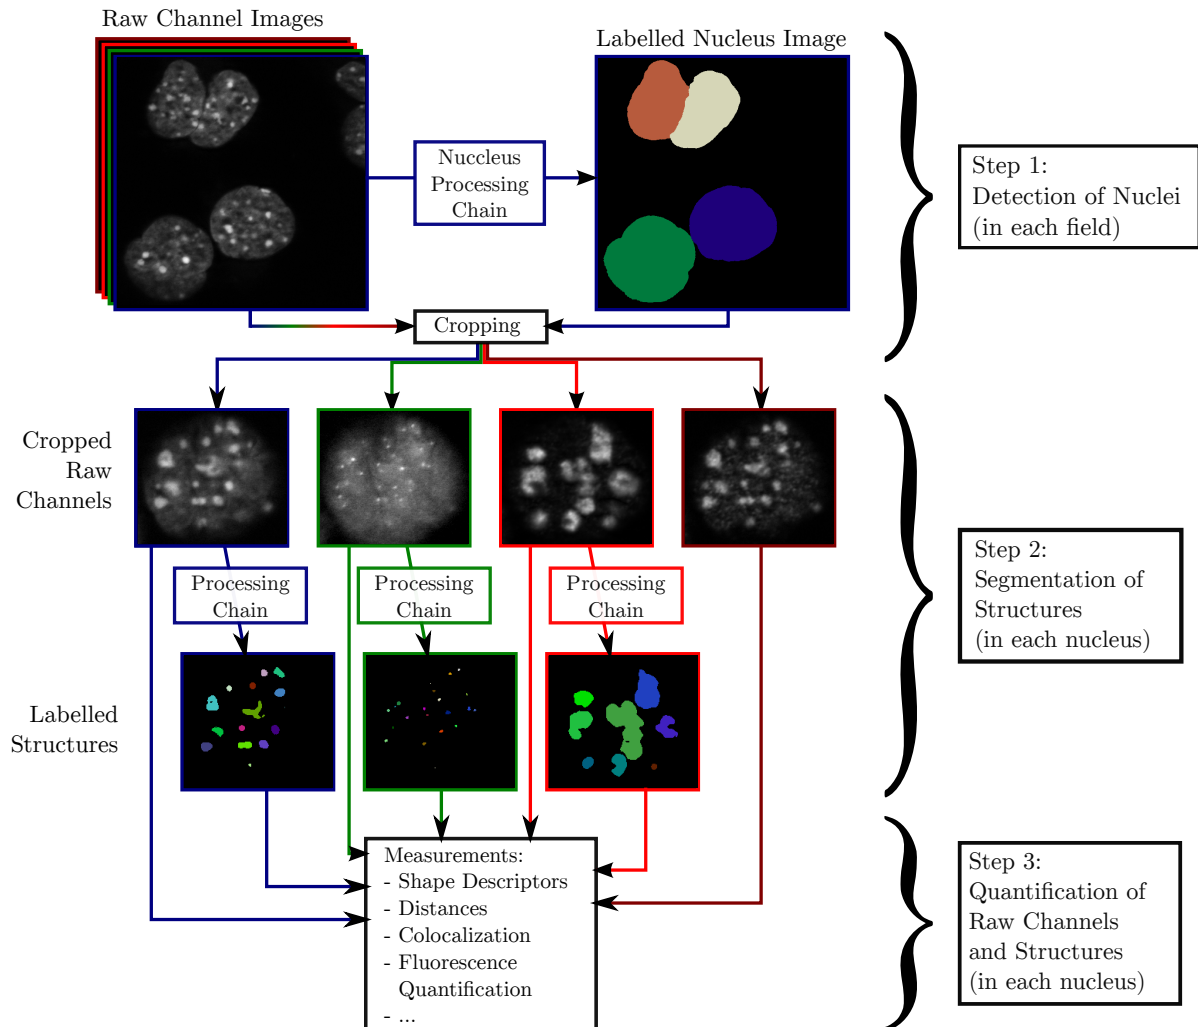 Raw Channel Images
Labelled Nucleus Image
Nuccleus
Processing
Chain
Step 1:
Detection of Nuclei
(in each field)
Cropping
Cropped
Raw
Channels
Processing
Chain
Processing
Chain
Processing
Chain
Step 2:
Segmentation of
Structures
(in each nucleus)
Labelled
Structures
Measurements:
- Shape Descriptors
- Distances
- Colocalization
- Fluorescence
Quantification
- ...
Step 3:
Quantification of
Raw Channels
and Structures
(in each nucleus)